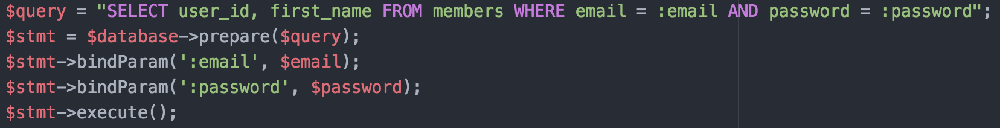 $query = "SELECT user_id, first_name FROM members WHERE email = :email AND password = :password";
$stmt = $database->prepare($query);
$stmt->bindParam(':email', $email);
$stmt->bindParam(':password', $password);
$stmt->execute();